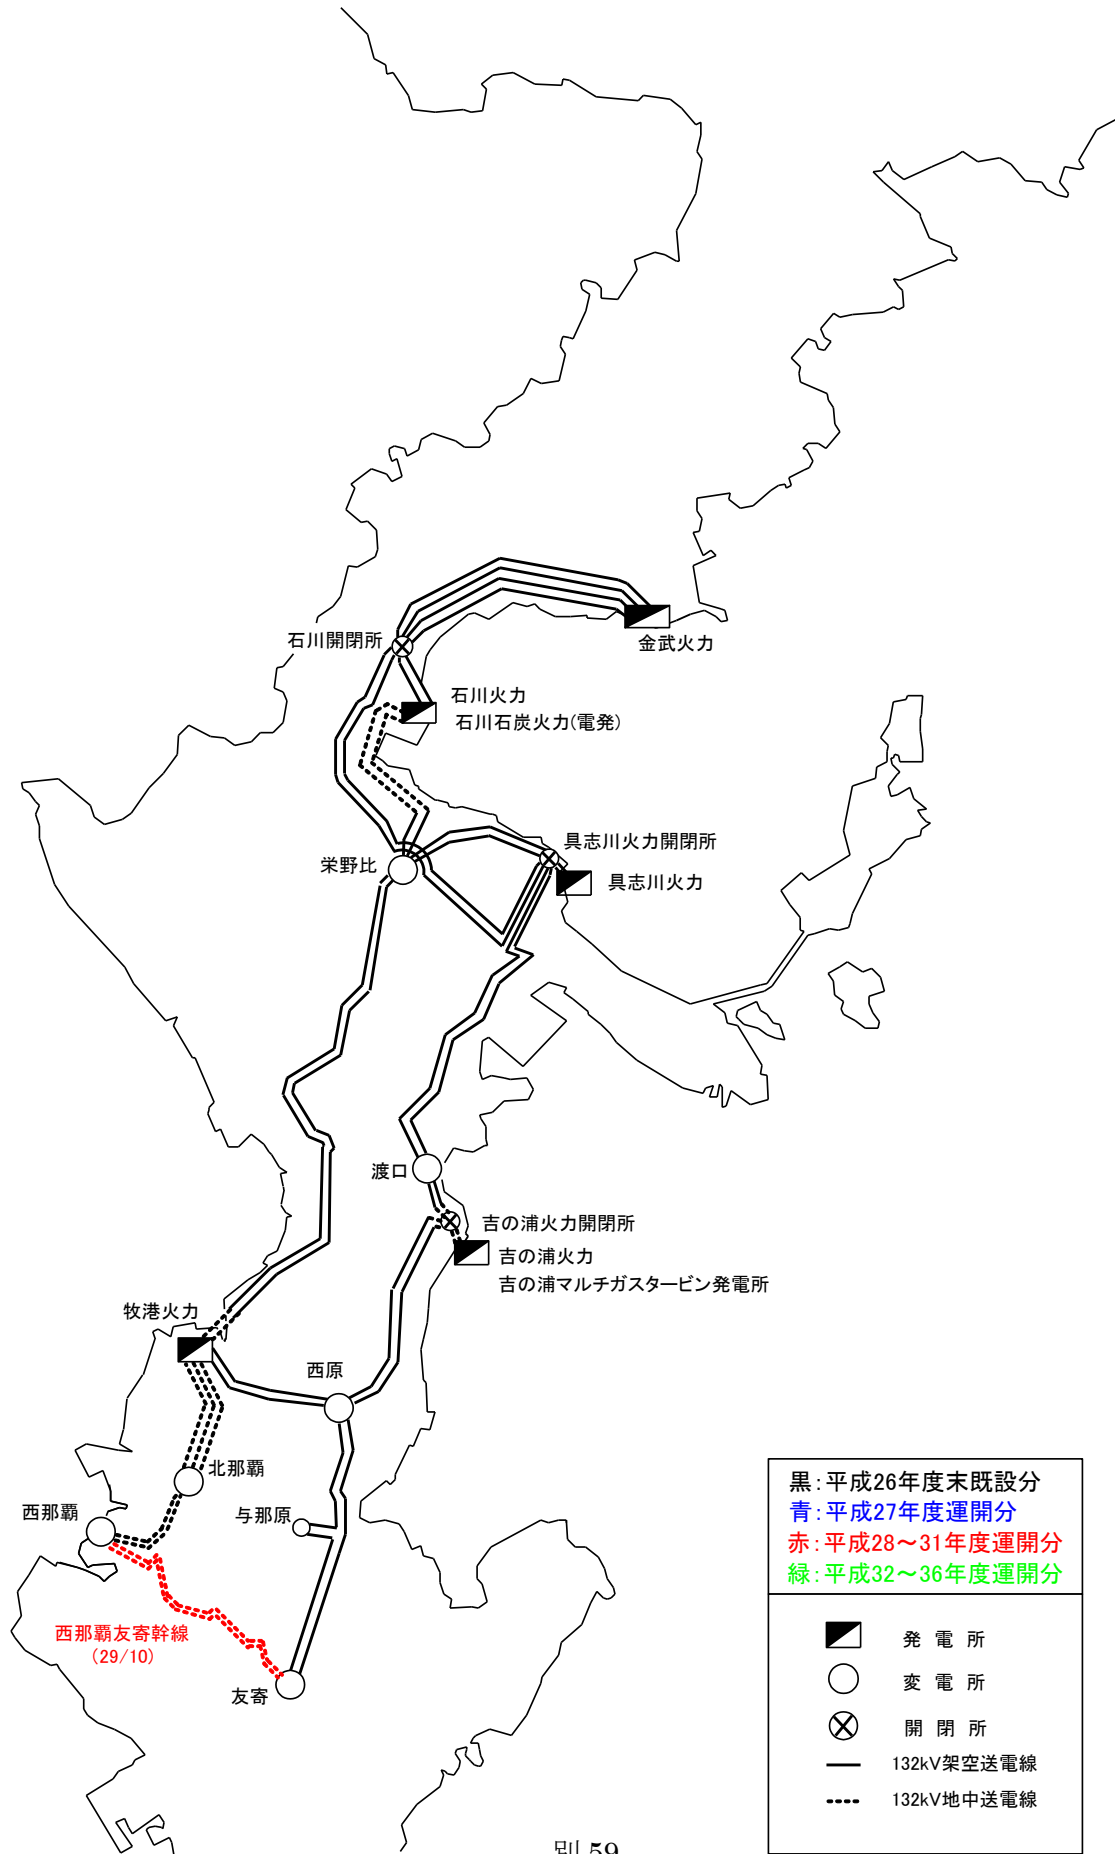 石川開閉所
金武火力
石川火力
石川石炭火力(電発)
具志川火力開閉所
栄野比
具志川火力
渡口
吉の浦火力開閉所
吉の浦火力
吉の浦マルチガスタービン発電所
牧港火力
西原
北那覇
西那覇
与那原
西那覇友寄幹線
(29/10)
友寄
黒:平成26年度末既設分
青:平成27年度運開分
赤:平成28～31年度運開分
緑:平成32～36年度運開分
発 電 所
変 電 所
開 閉 所
132kV架空送電線
132kV地中送電線
別 59